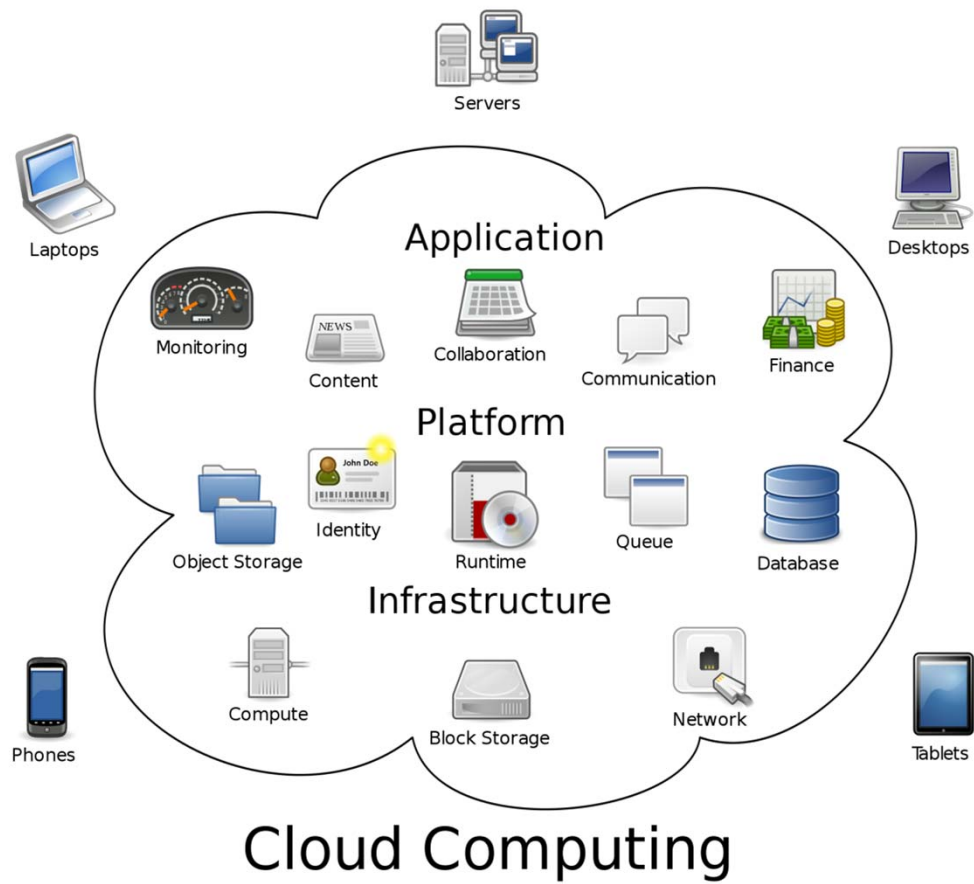 Servers
Laptops
Desktops
Application
Monitoring
NEWS
Content
Collaboration
Communication
Finance
Platform
John Doe
Object Storage
Identity
Runtime
Queue
Database
Infrastructure
Compute
Block Storage
Network
Phones
Tablets
Cloud Computing